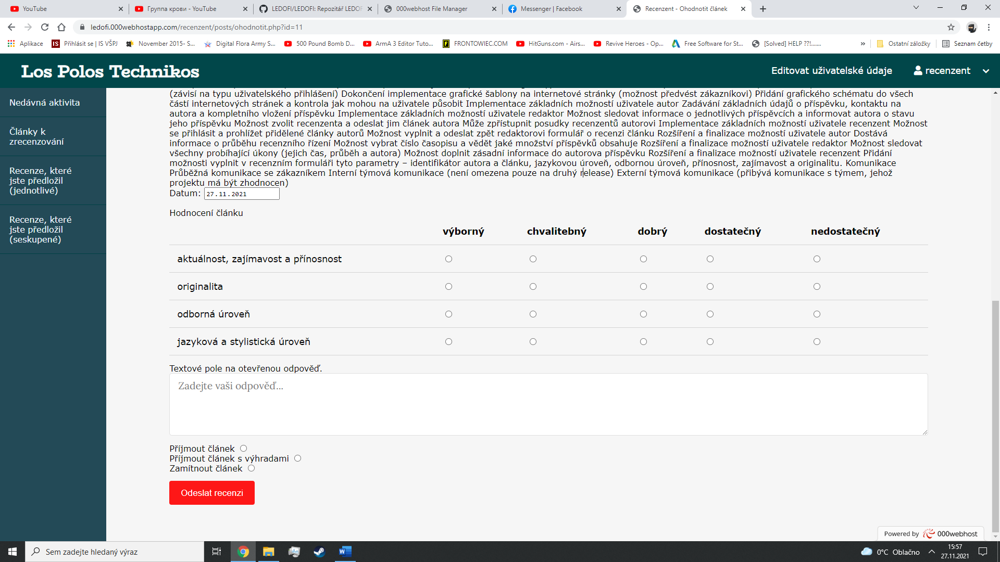 YouTube
Группа крови - YouTube
LEDOFI/LEDOFI: Repozitář LEDOF
000webhost File Manager
Messenger | Facebook
Recenzent - Ohodnotit článek
ledofi.000webhostapp.com/recenzent/posts/ohodnotit.php?id=11
Aplikace
Přihlásit se | IS VŠPJ
November 2015- S...
Digital Flora Army S...
500 Pound Bomb D...
ArmA 3 Editor Tuto...
FRONTOWIEC.COM
HitGuns.com - Airs...
Revive Heroes - Op...
Free Software for St...
[Solved] HELP ??!.......
»
Ostatní záložky
Seznam četby
Los Polos Technikos
Editovat uživatelské údaje
recenzent
Nedávná aktivita
Články k
zrecenzování
Recenze, které
jste předložil
(jednotlivé)
Recenze, které
jste předložil
(seskupené)
(závisí na typu uživatelského přihlášení) Dokončení implementace grafické šablony na internetové stránky (možnost předvést zákazníkovi) Přidání grafického schématu do všech
částí internetových stránek a kontrola jak mohou na uživatele působit Implementace základních možností uživatele autor Zadávání základních údajů o příspěvku, kontaktu na
autora a kompletního vložení příspěvku Implementace základních možností uživatele redaktor Možnost sledovat informace o jednotlivých příspěvcích a informovat autora o stavu
jeho příspěvku Možnost zvolit recenzenta a odeslat jim článek autora Může zpřístupnit posudky recenzentů autorovi Implementace základních možností uživatele recenzent Možnost
se přihlásit a prohlížet přidělené články autorů Možnost vyplnit a odeslat zpět redaktorovi formulář o recenzi článku Rozšíření a finalizace možností uživatele autor Dostává
informace o průběhu recenzního řízení Možnost vybrat číslo časopisu a vědět jaké množství příspěvků obsahuje Rozšíření a finalizace možností uživatele redaktor Možnost sledovat
všechny probíhající úkony (jejich čas, průběh a autora) Možnost doplnit zásadní informace do autorova příspěvku Rozšíření a finalizace možností uživatele recenzent Přidání
možnosti vyplnit v recenzním formuláři tyto parametry – identifikátor autora a článku, jazykovou úroveň, odbornou úroveň, přínosnost, zajímavost a originalitu. Komunikace
Průběžná komunikace se zákazníkem Interní týmová komunikace (není omezena pouze na druhý release) Externí týmová komunikace (přibývá komunikace s týmem, jehož
projektu má být zhodnocen)
Datum: 27.11.2021
Hodnocení článku
výborný chvalitebný dobrý dostatečný nedostatečný
aktuálnost, zajímavost a přínosnost
originalita
odborná úroveň
jazyková a stylistická úroveň
Textové pole na otevřenou odpověď.
Zadejte vaši odpověď...
Příjmout článek
Příjmout článek s výhradami
Zamítnout článek
Odeslat recenzi
Powered by 000webhost
Sem zadejte hledaný výraz
0°C Oblačno
15:57
27.11.2021